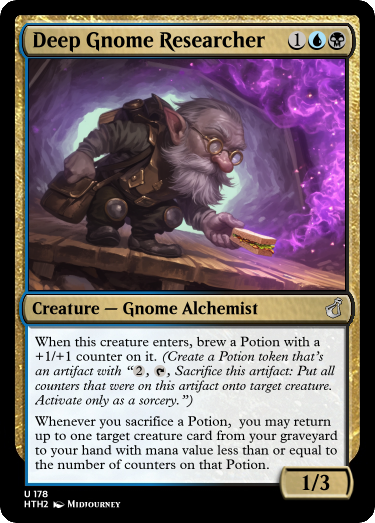 Deep Gnome Researcher 1
Creature — Gnome Alchemist
When this creature enters, brew a Potion with a
+1/+1 counter on it. (Create a Potion token that's
an artifact with “2, Sacrifice this artifact: Put all
counters that were on this artifact onto target creature.
Activate only as a sorcery.”)
Whenever you sacrifice a Potion,  you may return
up to one target creature card from your graveyard
to your hand with mana value less than or equal to
the number of counters on that Potion.
1/3
U 178
HTH2 Midjourney